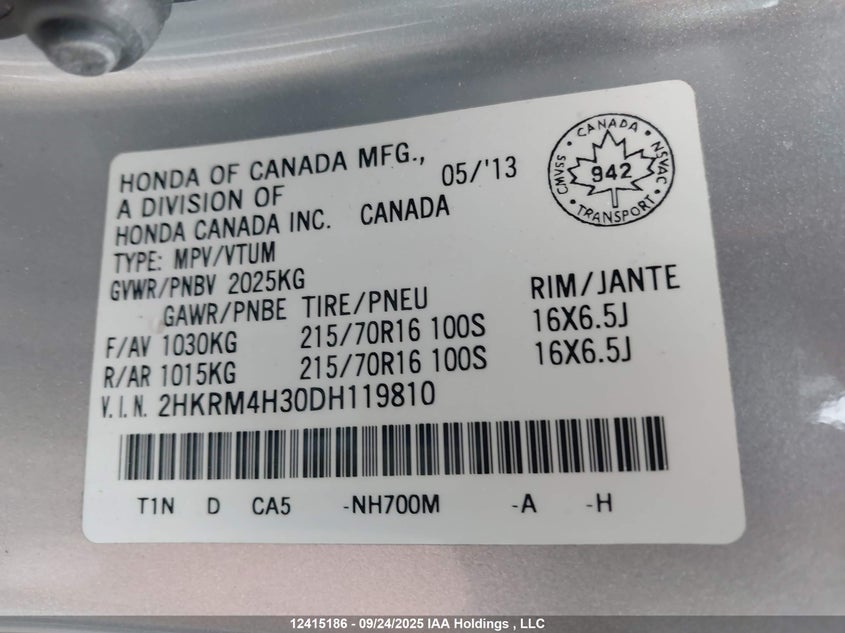 HONDA OF CANADA MFG., 05/'13
A DIVISION OF
HONDA CANADA INC. CANADA
TYPE: MPV/VTUM
GVWR/PNBV 2025KG
GAWR/PNBE TIRE/PNEU RIM/JANTE
F/AV 1030KG 215/70R16 100S 16X6.5J
R/AR 1015KG 215/70R16 100S 16X6.5J
V.I.N. 2HKRM4H30DH119810
T1N D CA5 -NH700M -A -H
CANADA
CMVSS 942 NSVAC
TRANSPORT
12415186 - 09/24/2025 IAA Holdings , LLC